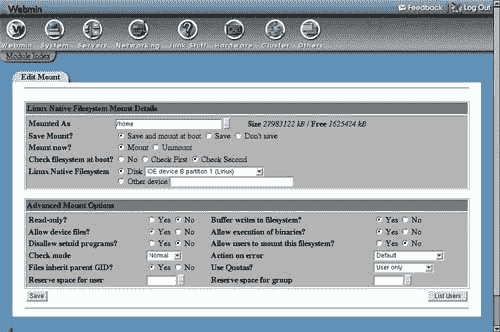 Webmin
Feedback Log Out
Webmin System Servers Networking Junk Stuff Hardware Cluster Others
Module Index
Edit Mount
Linux Native Filesystem Mount Details
Mounted As /home Size 27983122 kB / Free 1625424 kB
Save Mount? Save and mount at boot Save Don't save
Mount now? Mount Unmount
Check filesystem at boot? No Check First Check Second
Linux Native Filesystem Disk IDE device B partition 1 (Linux)
Other device
Advanced Mount Options
Read-only? Yes No Buffer writes to filesystem? Yes No
Allow device files? Yes No Allow execution of binaries? Yes No
Disallow setuid programs? Yes No Allow users to mount this filesystem? Yes No
Check mode Normal Action on error Default
Files inherit parent GID? Yes No Use Quotas? User only
Reserve space for user Reserve space for group
Save List Users